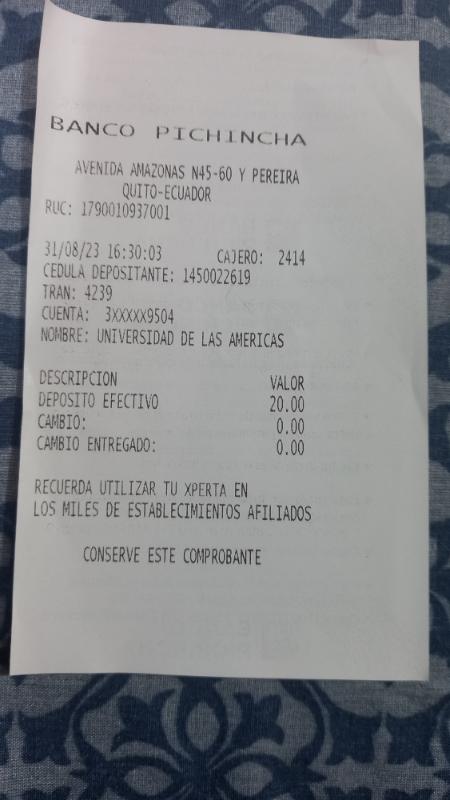 BANCO PICHINCHA
AVENIDA AMAZONAS N45-60 Y PEREIRA
QUITO-ECUADOR
RUC: 1790010937001
31/08/23 16:30:03 CAJERO: 2414
CEDULA DEPOSITANTE: 1450022619
TRAN: 4239
CUENTA: 3XXXXX9504
NOMBRE: UNIVERSIDAD DE LAS AMERICAS
DESCRIPCION VALOR
DEPOSITO EFECTIVO 20.00
CAMBIO: 0.00
CAMBIO ENTREGADO: 0.00
RECUERDA UTILIZAR TU XPERTA EN
LOS MILES DE ESTABLECIMIENTOS AFILIADOS
CONSERVE ESTE COMPROBANTE